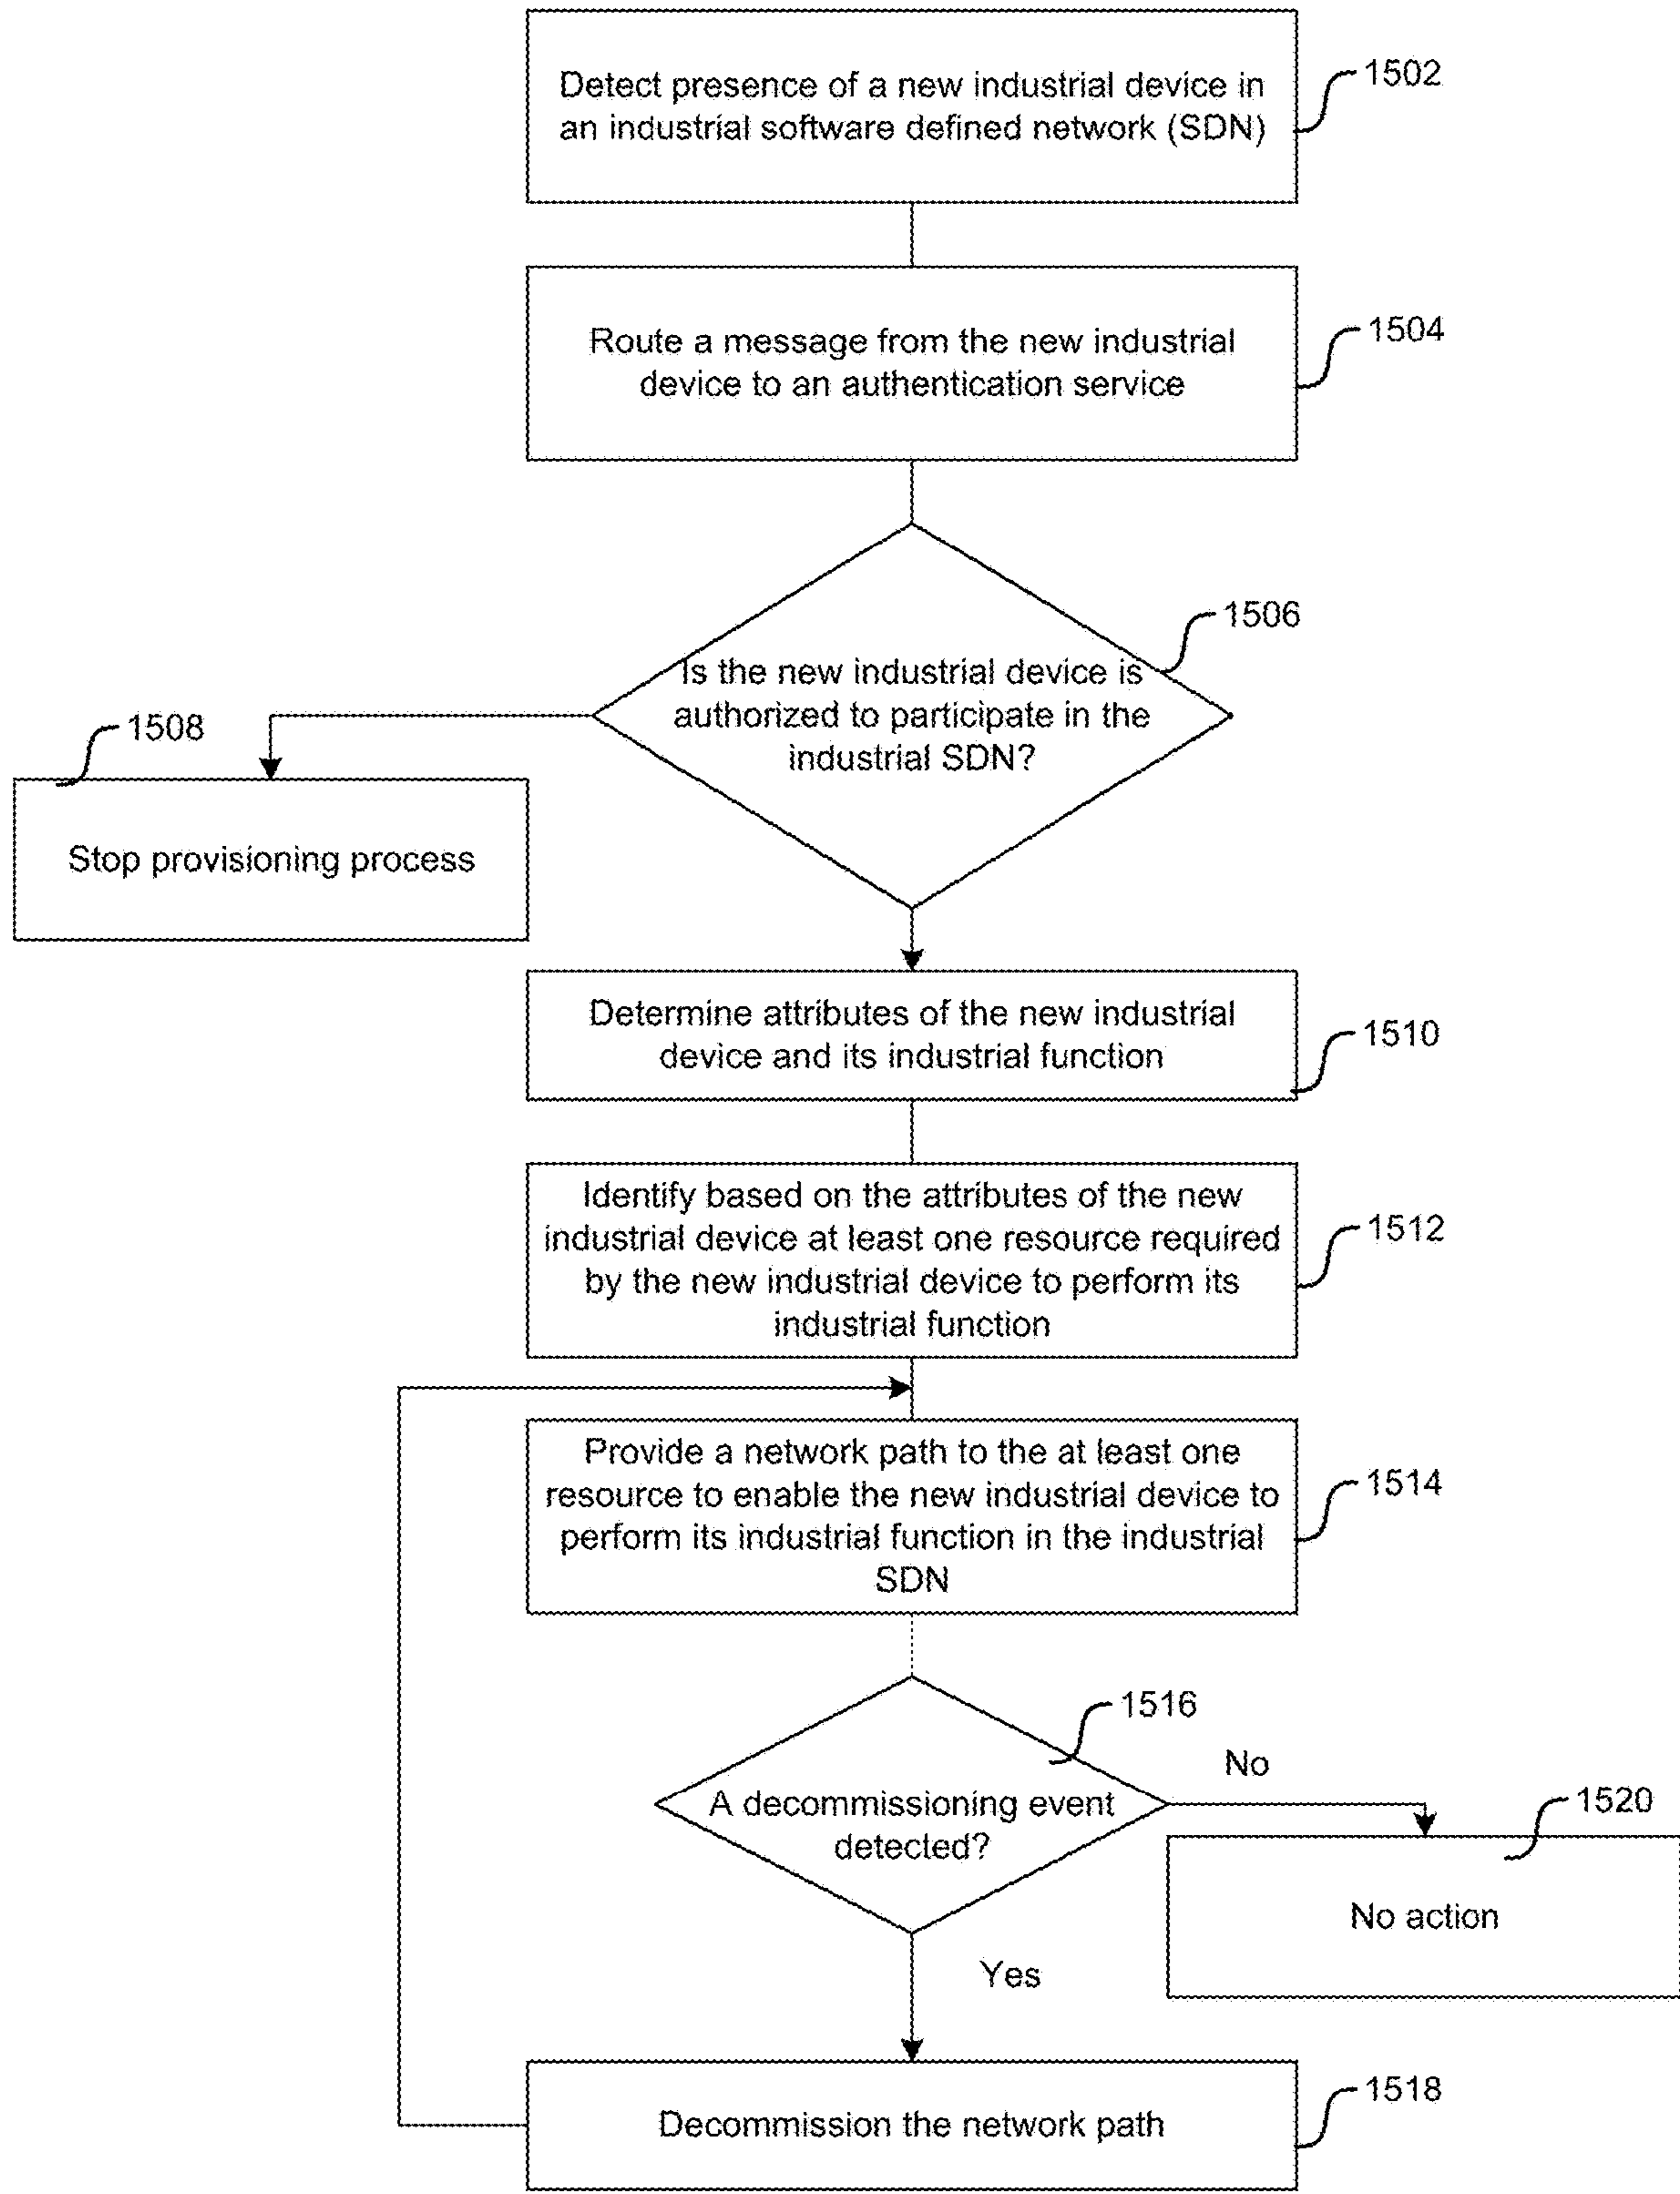 Detect presence of a new industrial device in
an industrial software defined network (SDN)
1502
Route a message from the new industrial
device to an authentication service
1504
Is the new industrial device is
authorized to participate in the
industrial SDN?
1506
1508
Stop provisioning process
Determine attributes of the new industrial
device and its industrial function
1510
Identify based on the attributes of the new
industrial device at least one resource required
by the new industrial device to perform its
industrial function
1512
Provide a network path to the at least one
resource to enable the new industrial device to
perform its industrial function in the industrial
SDN
1514
1516
A decommissioning event
detected?
No
1520
No action
Yes
Decommission the network path
1518